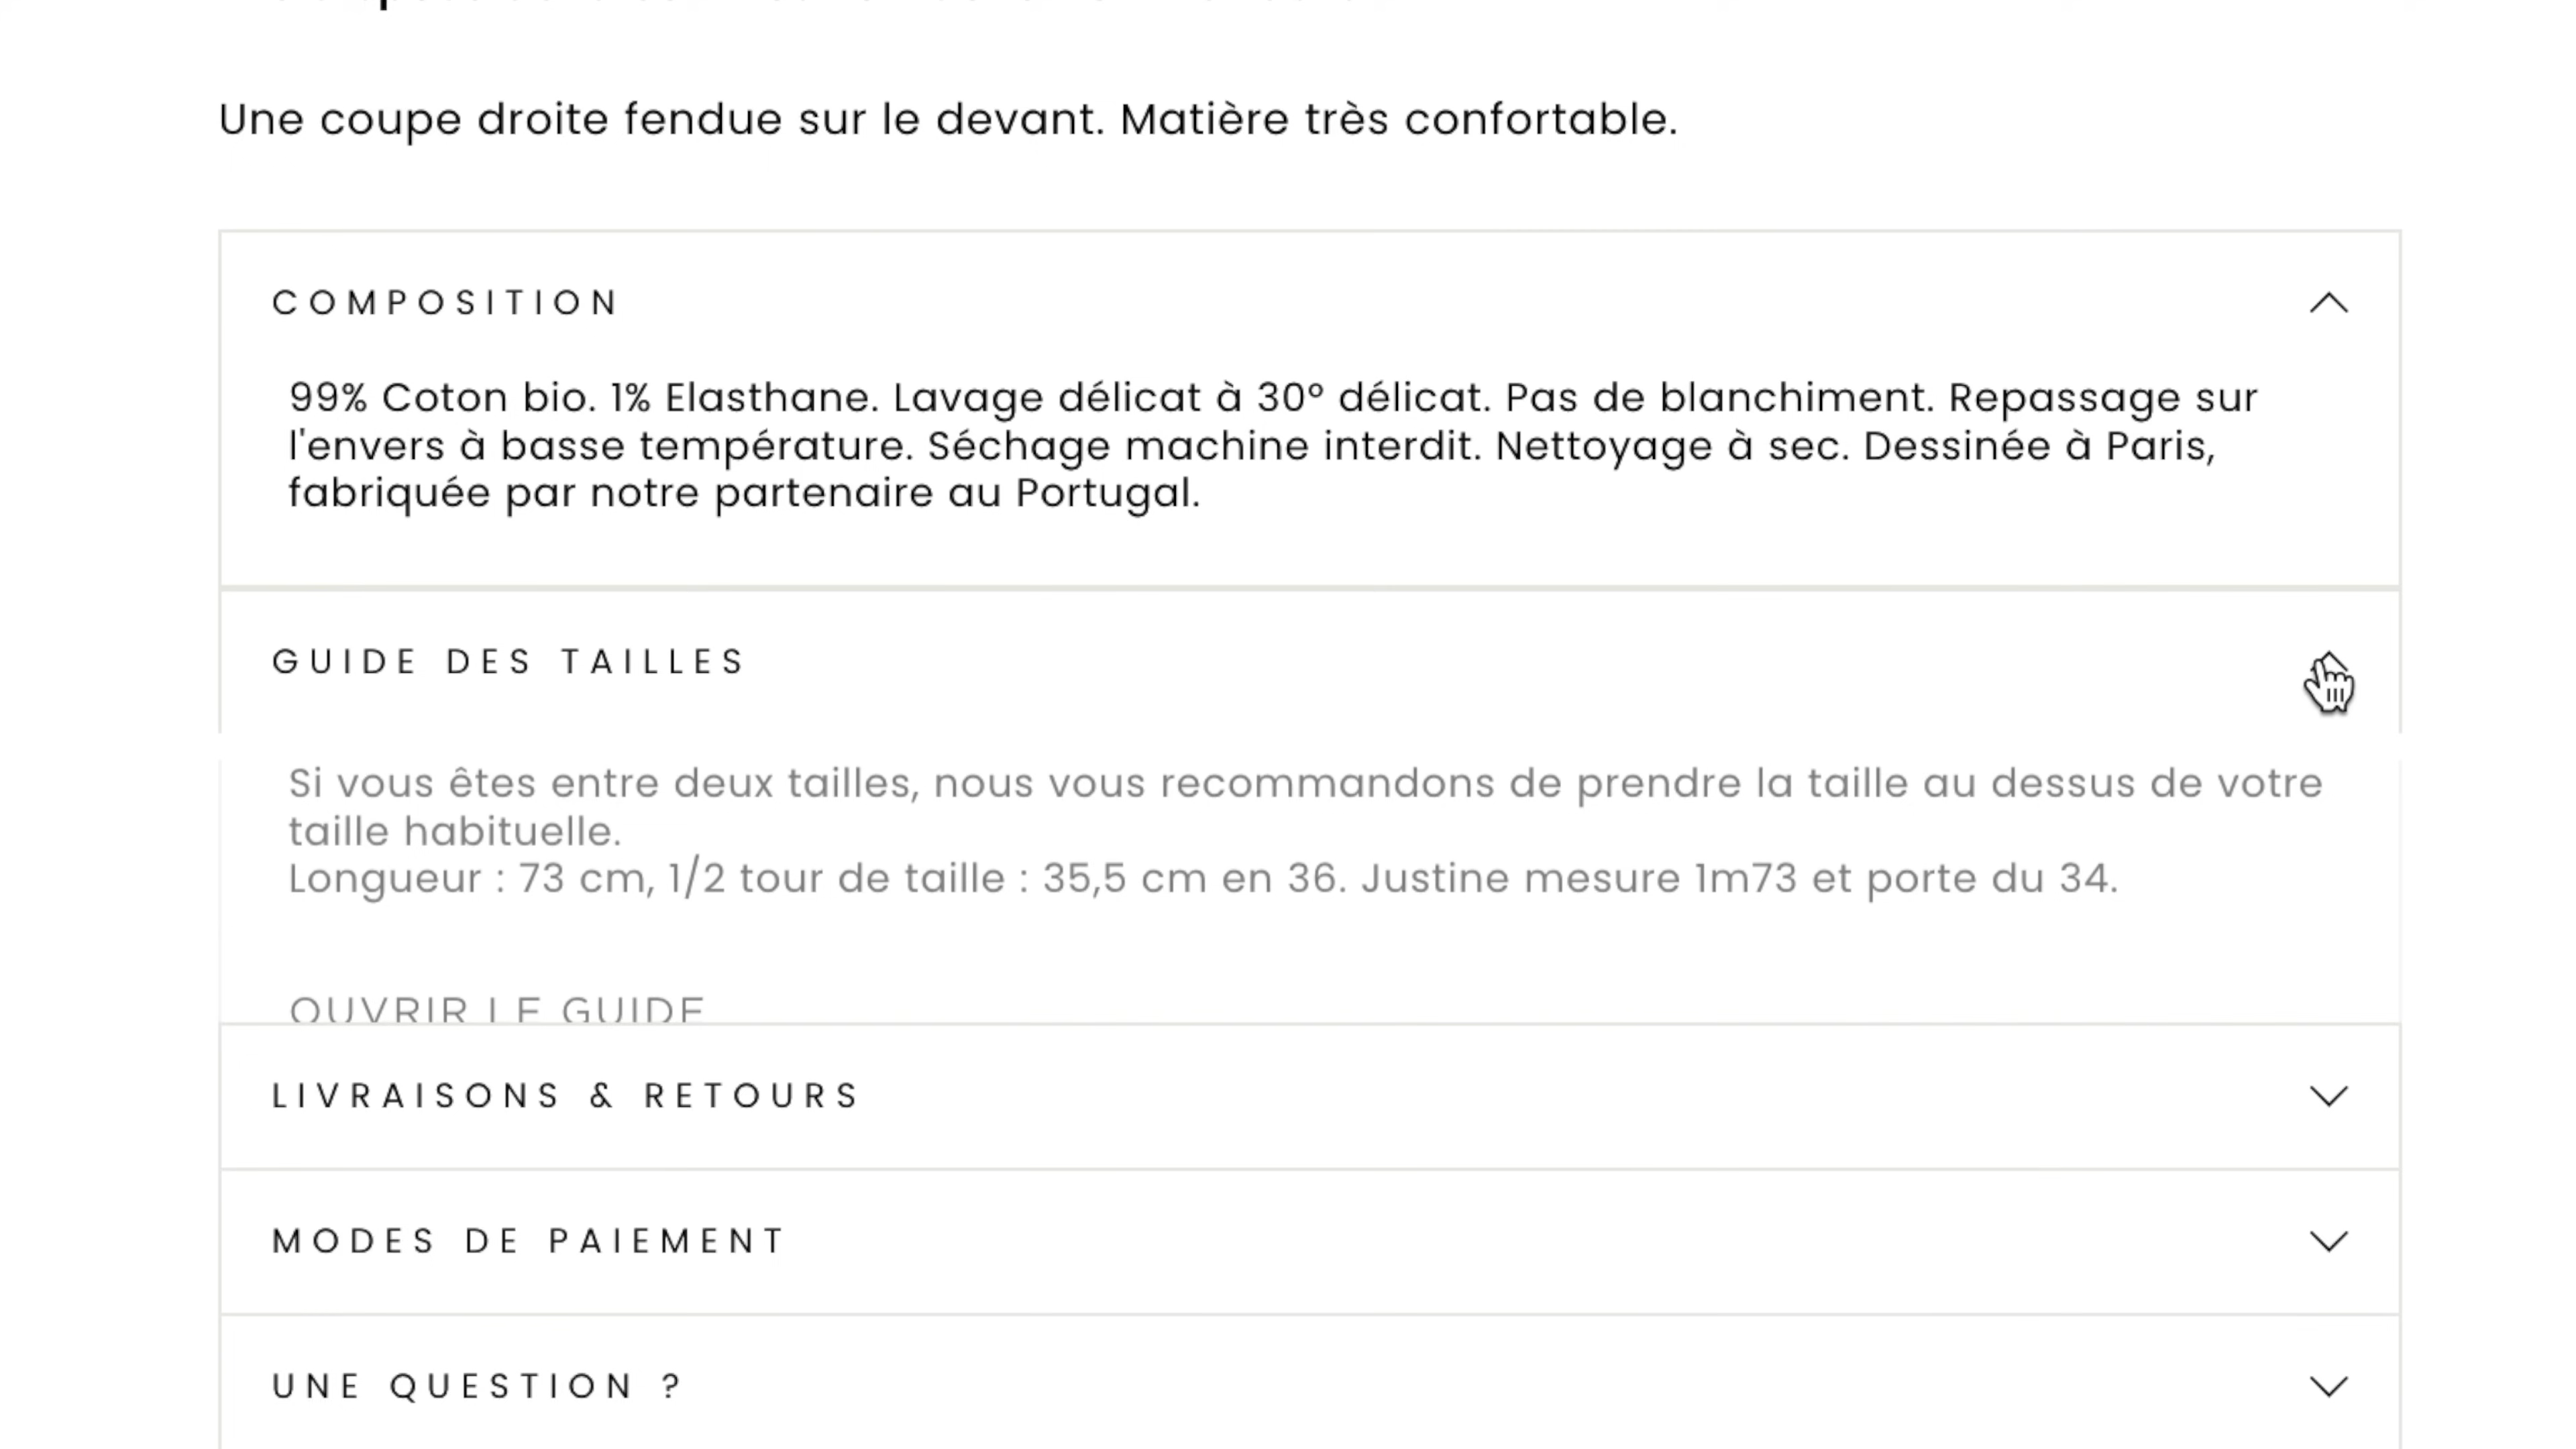 Une coupe droite fendue sur le devant. Matière très confortable.
COMPOSITION
99% Coton bio. 1% Elasthane. Lavage délicat à 30° délicat. Pas de blanchiment. Repassage sur
l'envers à basse température. Séchage machine interdit. Nettoyage à sec. Dessinée à Paris,
fabriquée par notre partenaire au Portugal.
GUIDE DES TAILLES
Si vous êtes entre deux tailles, nous vous recommandons de prendre la taille au dessus de votre
taille habituelle.
Longueur : 73 cm, 1/2 tour de taille : 35,5 cm en 36. Justine mesure 1m73 et porte du 34.
OUVRIR LE GUIDE
LIVRAISONS & RETOURS
MODES DE PAIEMENT
UNE QUESTION ?